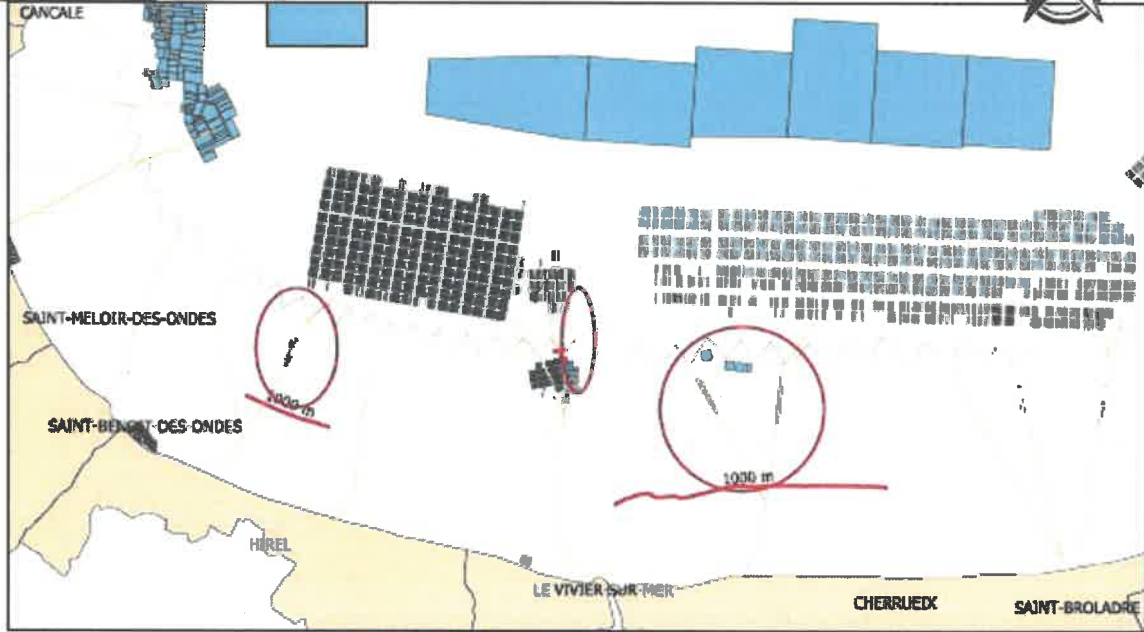 CANCALE
SAINT-MELOIR-DES-ONDES
SAINT-BENOIT-DES-ONDES
1000 m
1000 m
HIREL
LE VIVIER-SUR-MER
CHERRUEIX
SAINT-BROLADRE